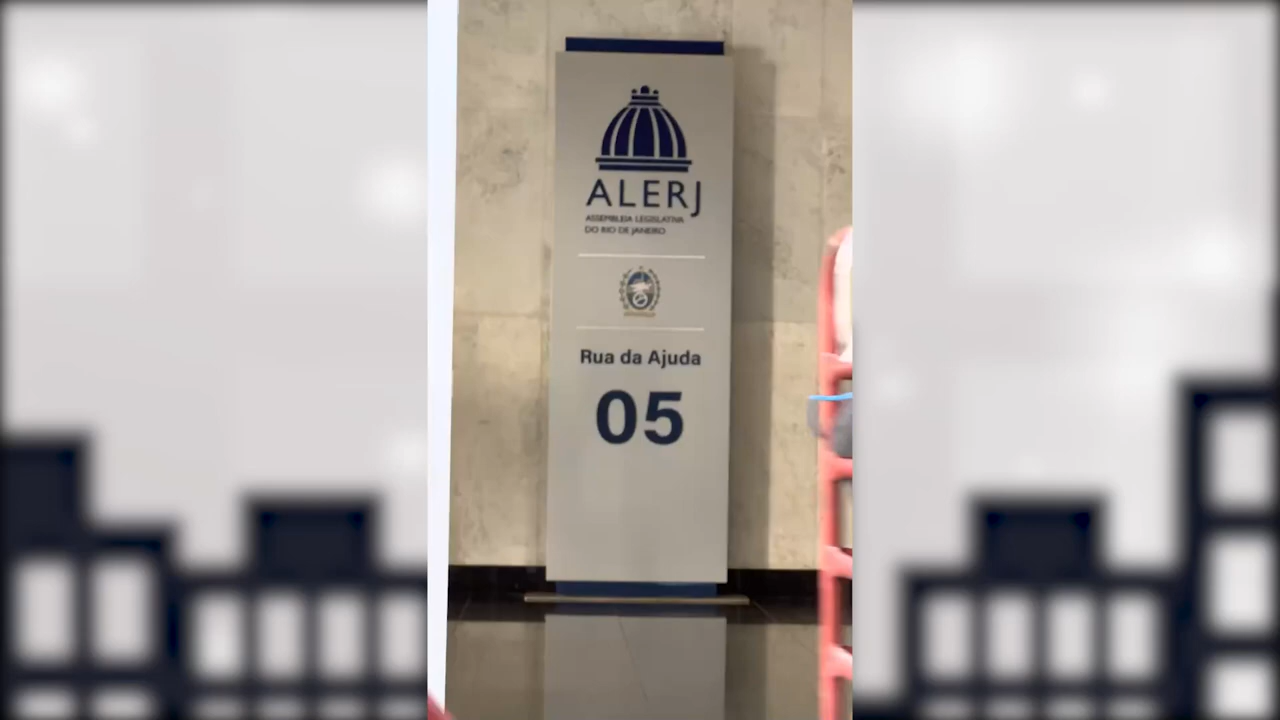 ALERJ
ASSEMBLEIA LEGISLATIVA
DO RIO DE JANEIRO
Rua da Ajuda
05